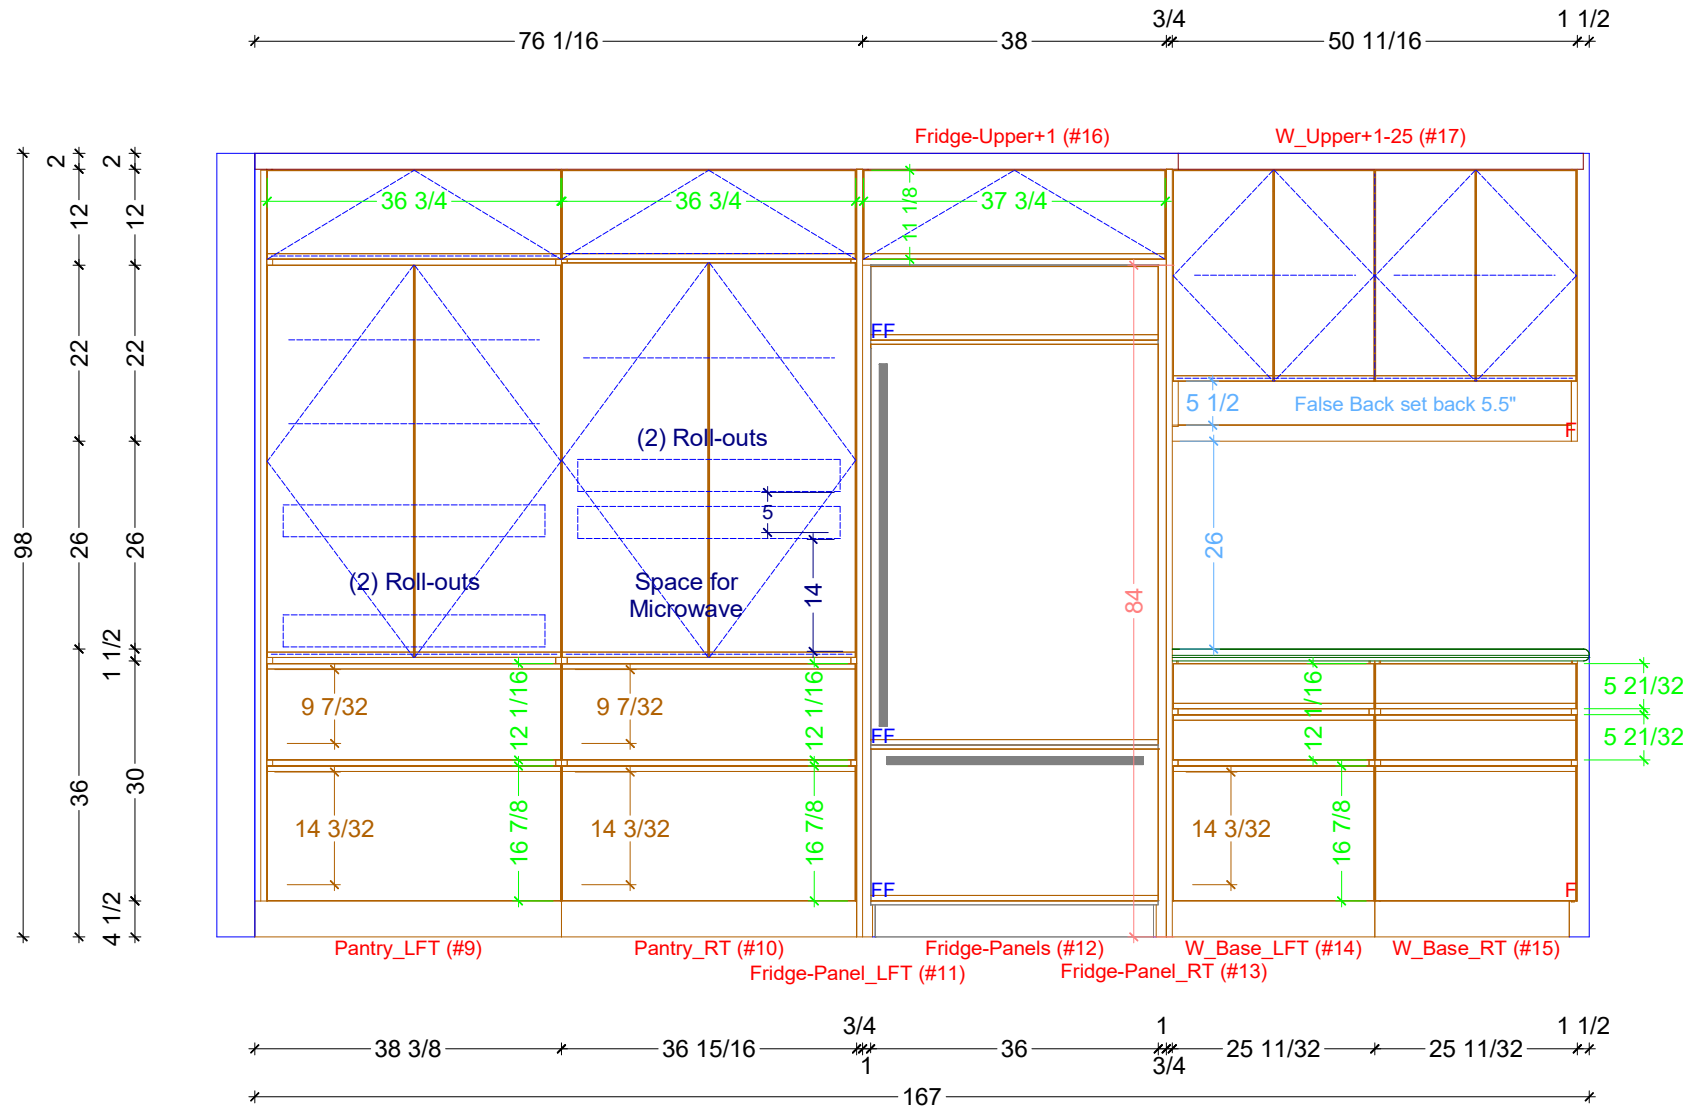 3/4
1 1/2
76 1/16
38
50 11/16
Fridge-Upper+1 (#16)
W_Upper+1-25 (#17)
2
2
12
12
36 3/4
36 3/4
11 1/8
37 3/4
22
22
FF
5 1/2
False Back set back 5.5"
F
(2) Roll-outs
5
98
26
26
26
(2) Roll-outs
Space for
Microwave
14
84
1 1/2
9 7/32
12 1/16
9 7/32
12 1/16
FF
12 1/16
5 21/32
5 21/32
36
30
14 3/32
16 7/8
14 3/32
16 7/8
14 3/32
16 7/8
FF
F
4 1/2
Pantry_LFT (#9)
Pantry_RT (#10)
Fridge-Panels (#12)
W_Base_LFT (#14)
W_Base_RT (#15)
Fridge-Panel_LFT (#11)
Fridge-Panel_RT (#13)
3/4
1
1 1/2
38 3/8
36 15/16
36
25 11/32
25 11/32
1
3/4
167